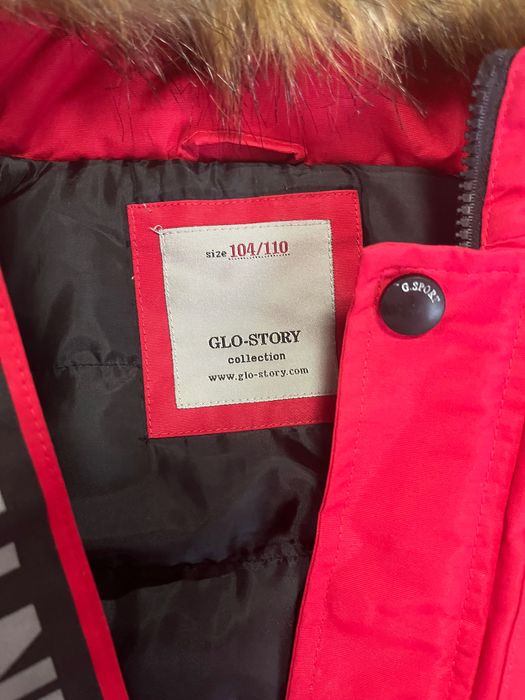 size 104/110
GLO-STORY
collection
www.glo-story.com
"G.SPORT